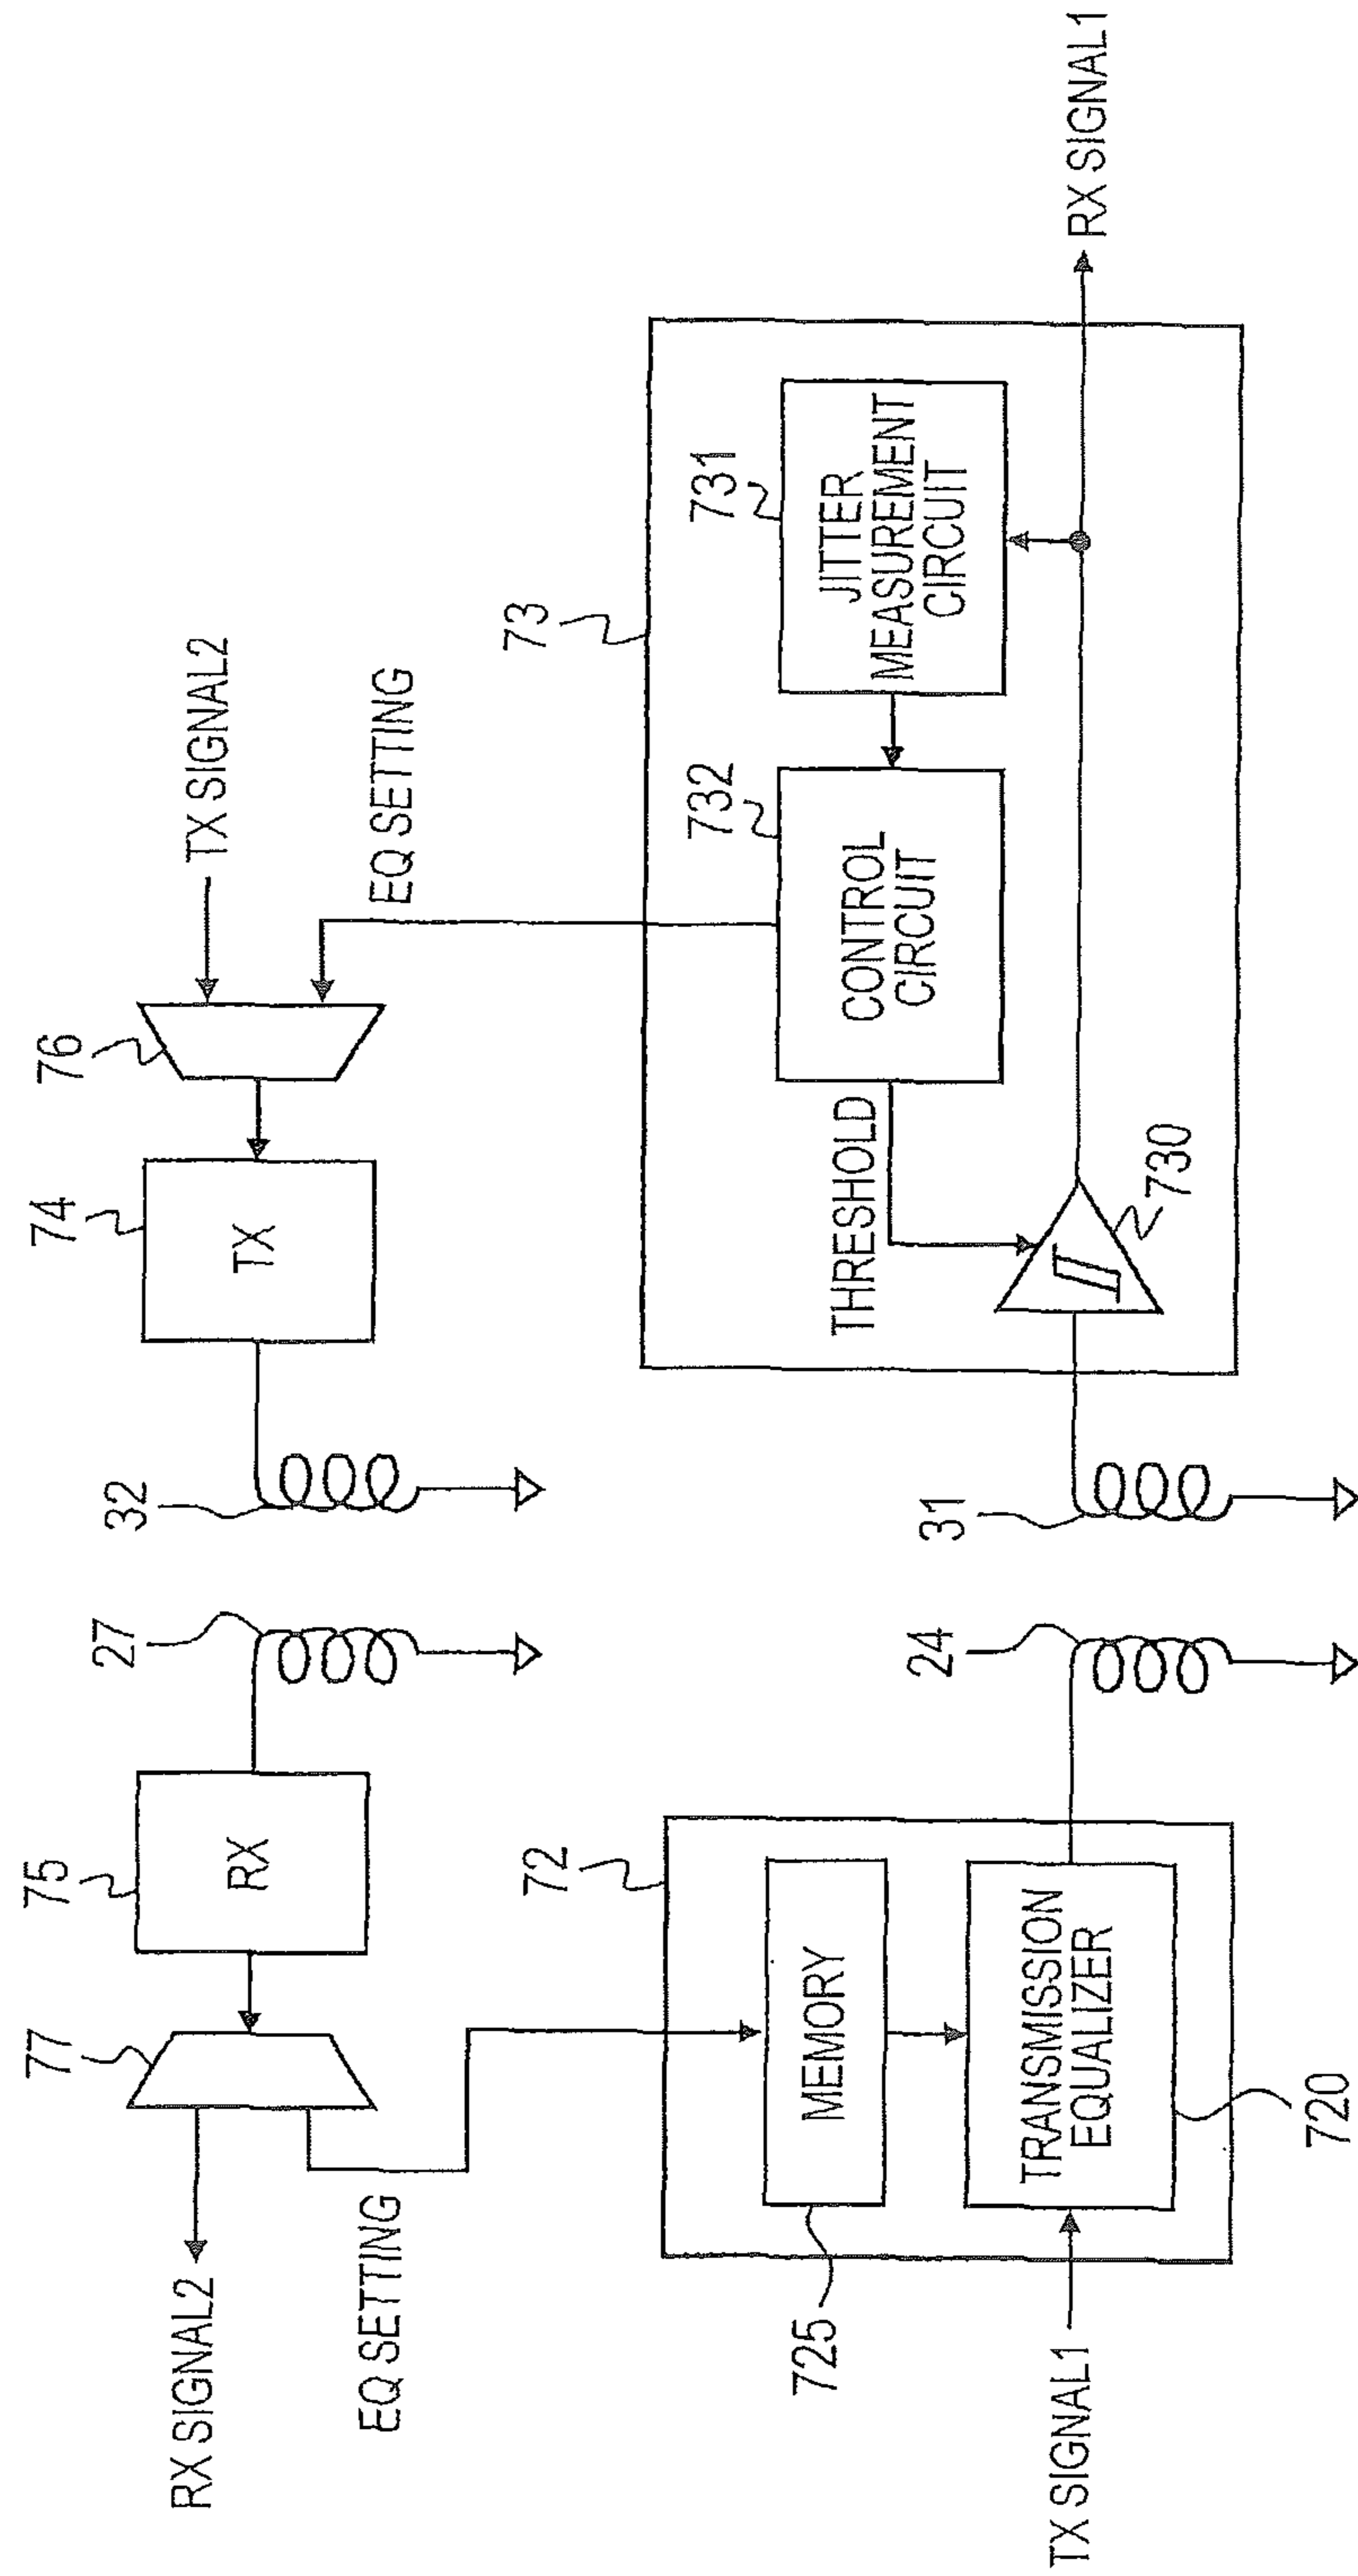 RX SIGNAL2
77
75
RX
27
32
74
TX
76
TX SIGNAL2
EQ SETTING
EQ SETTING
72
73
725
MEMORY
THRESHOLD
732
CONTROL
CIRCUIT
731
JITTER
MEASUREMENT
CIRCUIT
TX SIGNAL1
TRANSMISSION
EQUALIZER
720
24
31
730
RX SIGNAL1